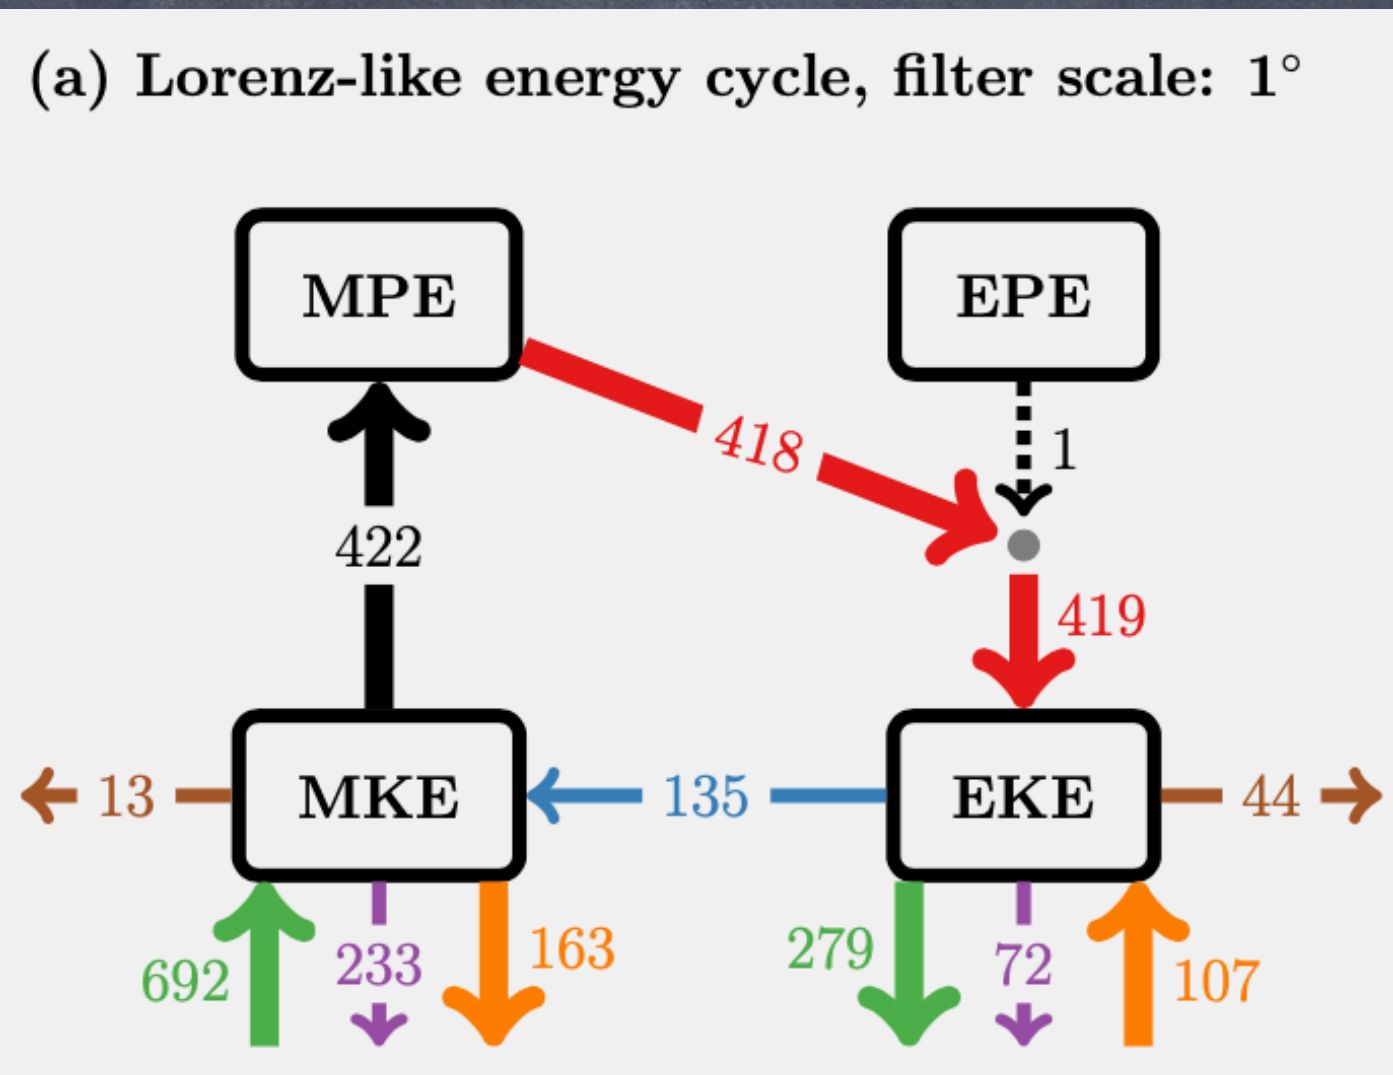 (a) Lorenz-like energy cycle, filter scale: 1°
MPE
EPE
418
1
422
419
13
MKE
135
EKE
44
692
233
163
279
72
107